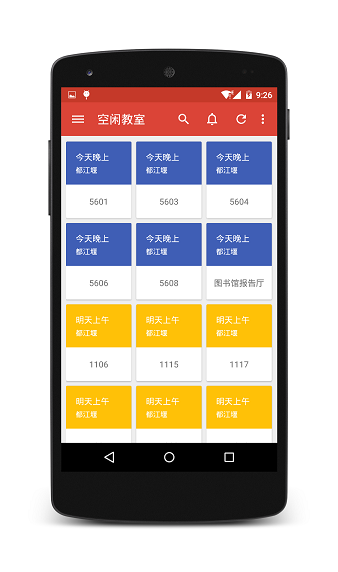 9:26
空闲教室
今天晚上 今天晚上 今天晚上
都江堰 都江堰 都江堰
5601 5603 5604
今天晚上 今天晚上 今天晚上
都江堰 都江堰 都江堰
5606 5608 图书馆报告厅
明天上午 明天上午 明天上午
都江堰 都江堰 都江堰
1106 1115 1117
明天上午 明天上午 明天上午
都江堰 都江堰 都江堰